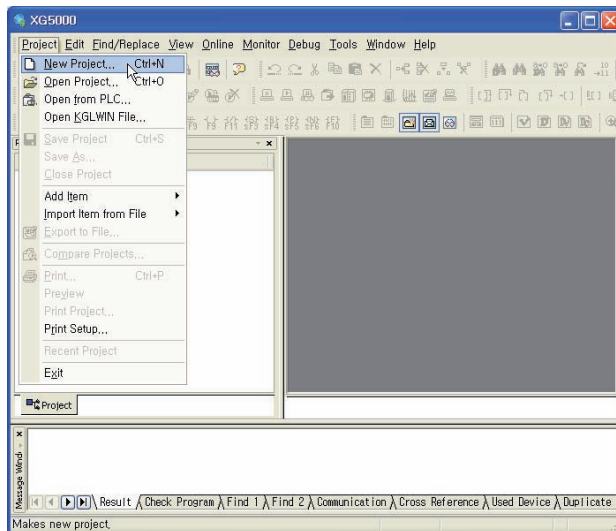 XG5000
Project Edit Find/Replace View Online Monitor Debug Tools Window Help
New Project... Ctrl+N
Open Project... Ctrl+O
Open from PLC...
Open KGLWIN File...
Save Project Ctrl+S
Save As...
Close Project
Add Item
Import Item from File
Export to File...
Compare Projects...
Print... Ctrl+P
Preview
Print Project...
Print Setup...
Recent Project
Exit
Project
Message Wind
Result Check Program Find 1 Find 2 Communication Cross Reference Used Device Duplicate
Makes new project.